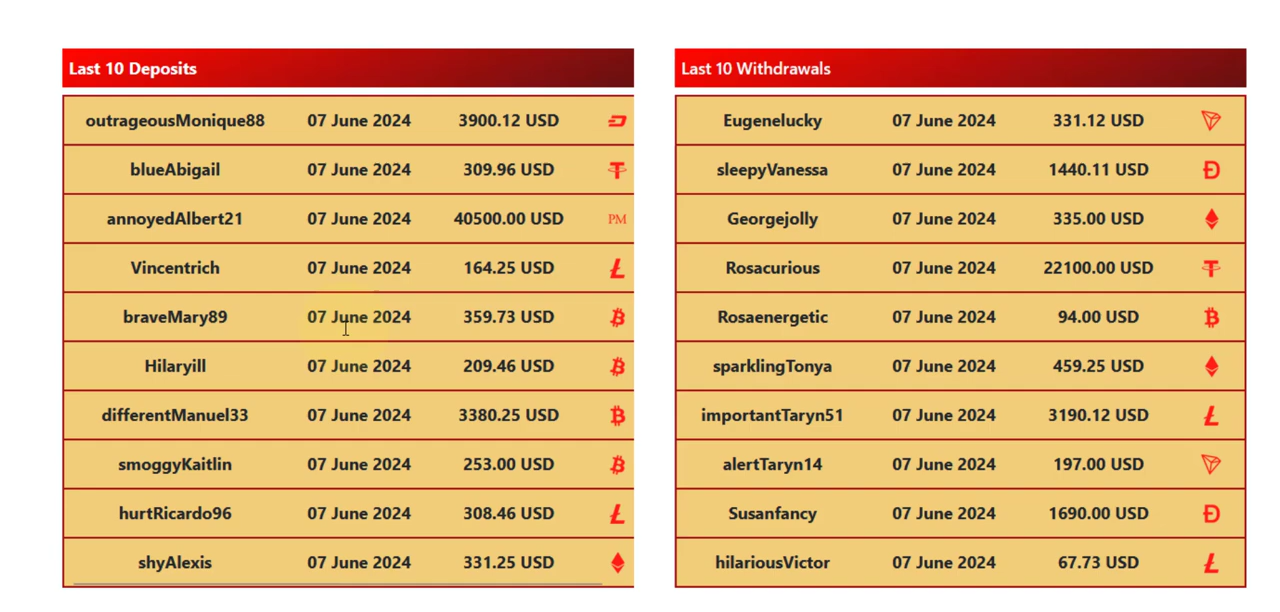 Last 10 Deposits
outrageousMonique88 07 June 2024 3900.12 USD
blueAbigail 07 June 2024 309.96 USD
annoyedAlbert21 07 June 2024 40500.00 USD PM
Vincentrich 07 June 2024 164.25 USD
braveMary89 07 June 2024 359.73 USD
Hilaryill 07 June 2024 209.46 USD
differentManuel33 07 June 2024 3380.25 USD
smoggyKaitlin 07 June 2024 253.00 USD
hurtRicardo96 07 June 2024 308.46 USD
shyAlexis 07 June 2024 331.25 USD
Last 10 Withdrawals
Eugenelucky 07 June 2024 331.12 USD
sleepyVanessa 07 June 2024 1440.11 USD
Georgejolly 07 June 2024 335.00 USD
Rosacurious 07 June 2024 22100.00 USD
Rosaenergetic 07 June 2024 94.00 USD
sparklingTonya 07 June 2024 459.25 USD
importantTaryn51 07 June 2024 3190.12 USD
alertTaryn14 07 June 2024 197.00 USD
Susanfancy 07 June 2024 1690.00 USD
hilariousVictor 07 June 2024 67.73 USD